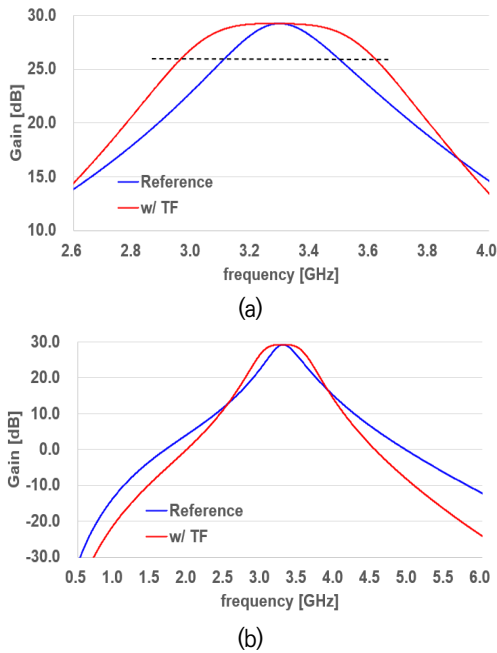 30.0
25.0
20.0
15.0
10.0
Gain [dB]
Reference
w/ TF
2.6 2.8 3.0 3.2 3.4 3.6 3.8 4.0
frequency [GHz]
(a)
30.0
20.0
10.0
0.0
-10.0
-20.0
-30.0
Gain [dB]
Reference
w/ TF
0.5 1.0 1.5 2.0 2.5 3.0 3.5 4.0 4.5 5.0 5.5 6.0
frequency [GHz]
(b)